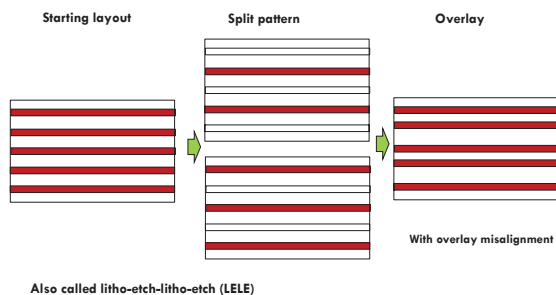 Starting layout
Split pattern
Overlay
With overlay misalignment
Also called litho-etch-litho-etch (LELE)